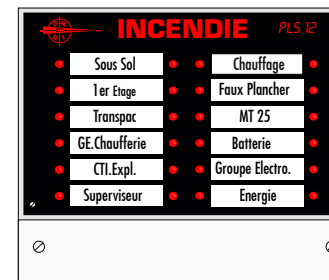 INCENDIE PLS 12
Sous Sol Chauffage
1er Etage Faux Plancher
Transpac MT 25
GE.Chaufferie Batterie
CTI.Expl. Groupe Electro.
Superviseur Energie